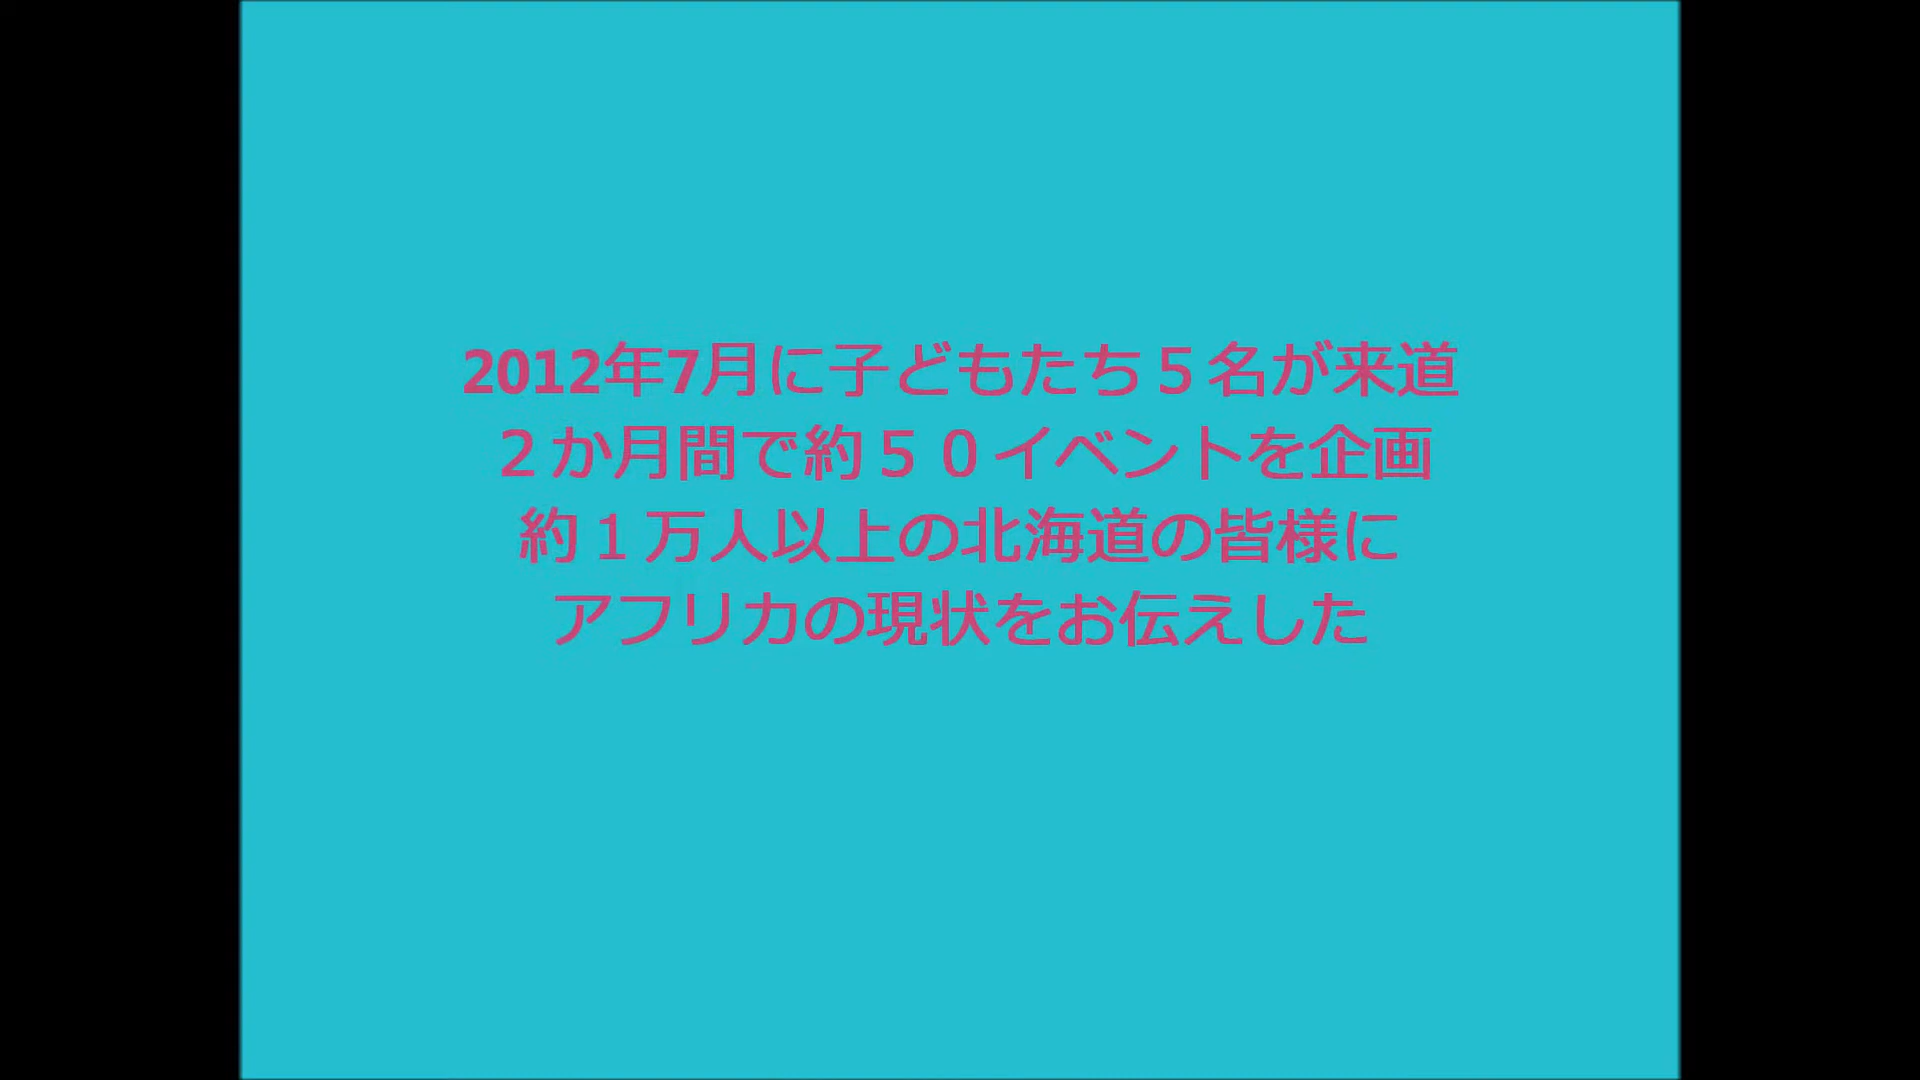 2012年7月に子どもたち５名が来道
２か月間で約５０イベントを企画
約１万人以上の北海道の皆様に
アフリカの現状をお伝えした